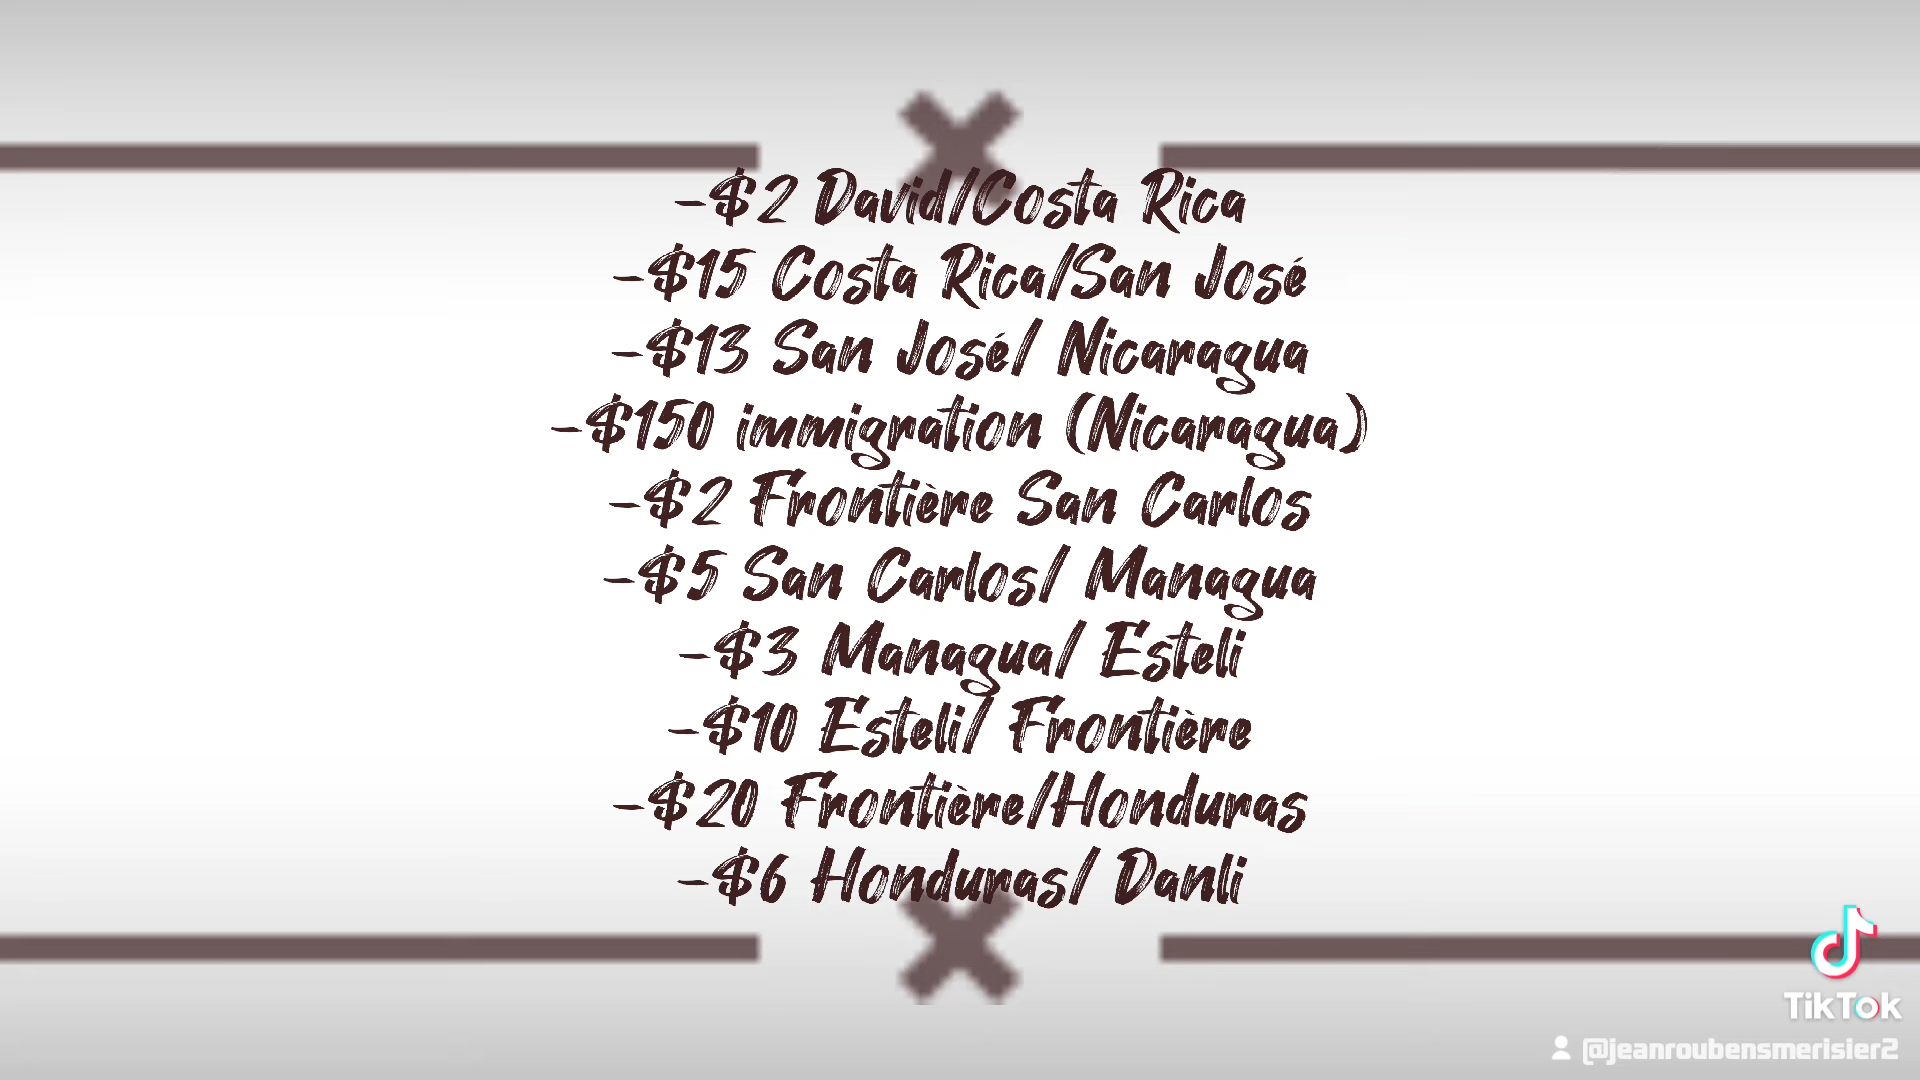 -$2 David/Costa Rica
-$15 Costa Rica/San José
-$13 San José/ Nicaragua
-$150 immigration (Nicaragua)
-$2 Frontière San Carlos
-$5 San Carlos/ Managua
-$3 Managua/ Esteli
-$10 Esteli/ Frontière
-$20 Frontière/Honduras
-$6 Honduras/ Danli
TikTok
@jeanroubensmerisier2